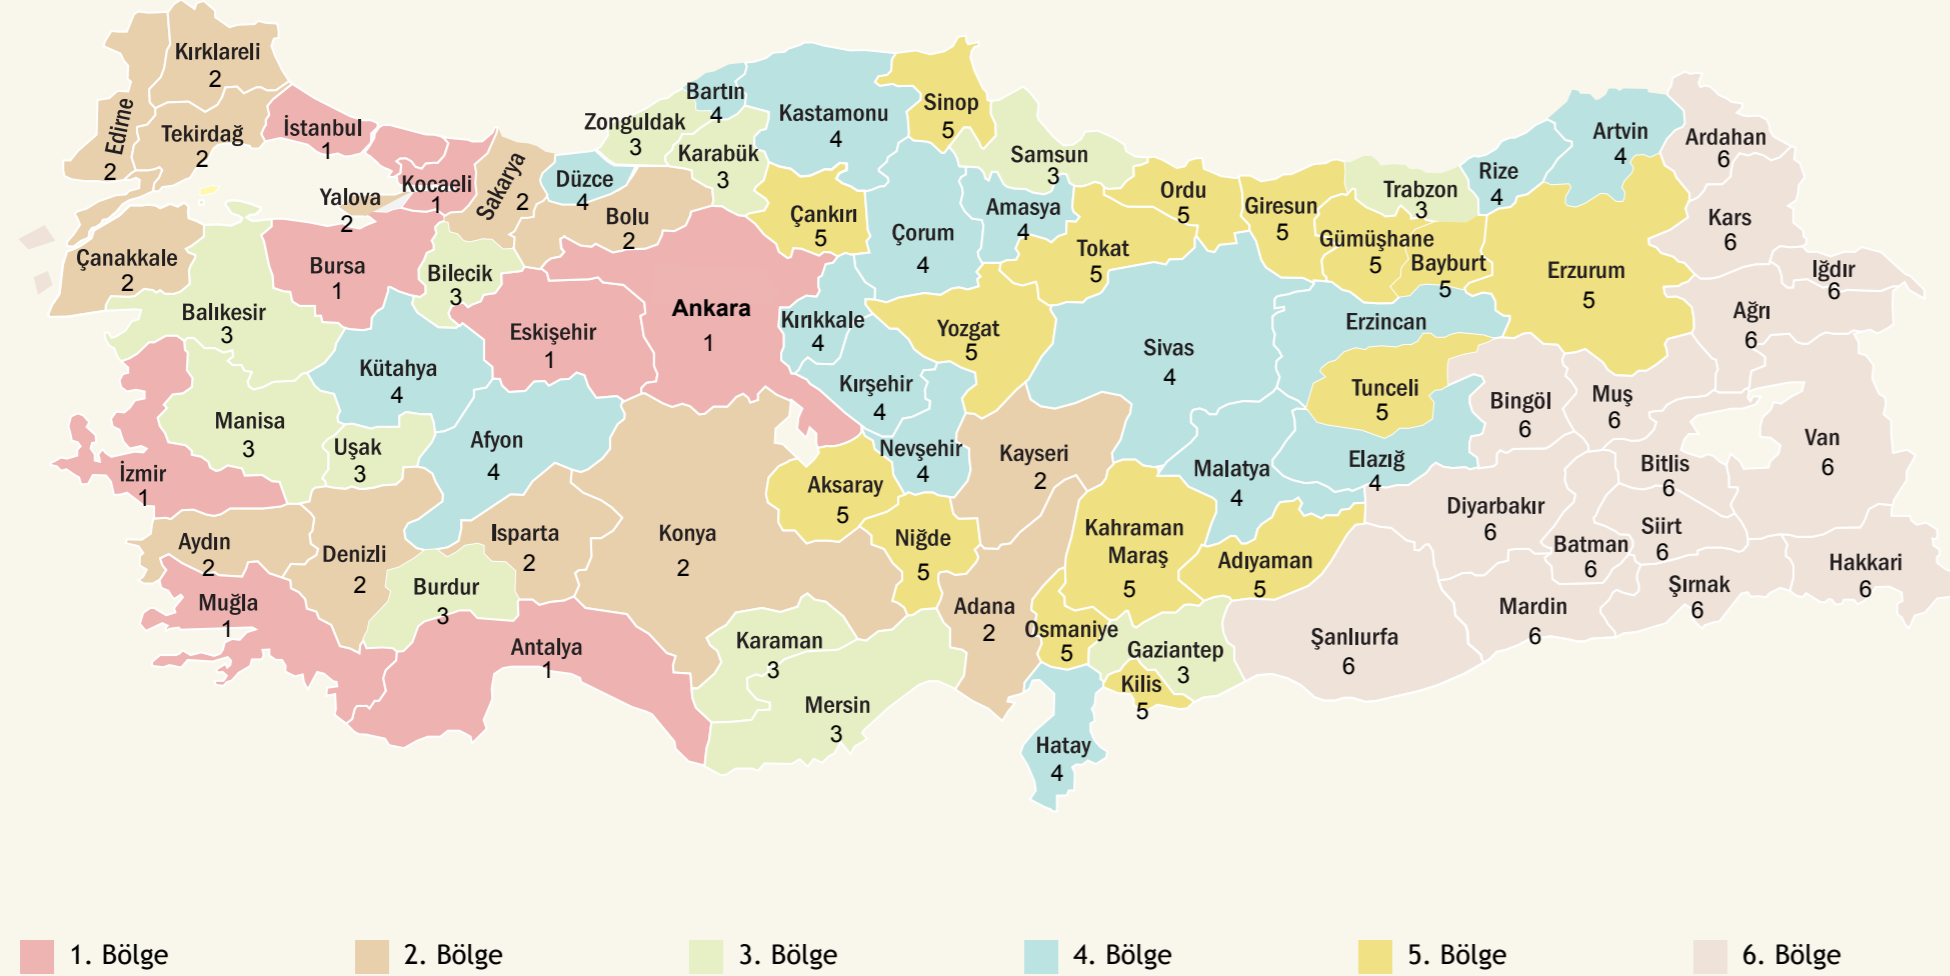 Kırklareli
2
Edirne
2
Tekirdağ
2
İstanbul
1
Yalova
2
Kocaeli
1
Sakarya
2
Düzce
4
Bolu
2
Zonguldak
3
Bartın
4
Karabük
3
Kastamonu
4
Sinop
5
Çankırı
5
Çorum
4
Samsun
3
Amasya
4
Tokat
5
Ordu
5
Giresun
5
Gümüşhane
5
Trabzon
3
Bayburt
5
Rize
4
Artvin
4
Ardahan
6
Kars
6
Iğdır
6
Ağrı
6
Erzurum
5
Erzincan
Çanakkale
2
Balıkesir
3
Bursa
1
Bilecik
3
Eskişehir
1
Ankara
1
Kırıkkale
4
Yozgat
5
Sivas
4
Tunceli
5
Bingöl
6
Muş
6
Van
6
Kütahya
4
Kırşehir
4
Manisa
3
Uşak
3
Afyon
4
Nevşehir
4
Kayseri
2
Malatya
4
Elazığ
4
Bitlis
6
İzmir
1
Aksaray
5
Diyarbakır
6
Siirt
6
Batman
6
Aydın
2
Denizli
2
Isparta
2
Konya
2
Niğde
5
Kahraman
Maraş
5
Adıyaman
5
Hakkari
6
Şırnak
6
Mardin
6
Muğla
1
Burdur
3
Antalya
1
Karaman
3
Adana
2
Osmaniye
5
Gaziantep
3
Şanlıurfa
6
Kilis
5
Mersin
3
Hatay
4
1. Bölge
2. Bölge
3. Bölge
4. Bölge
5. Bölge
6. Bölge